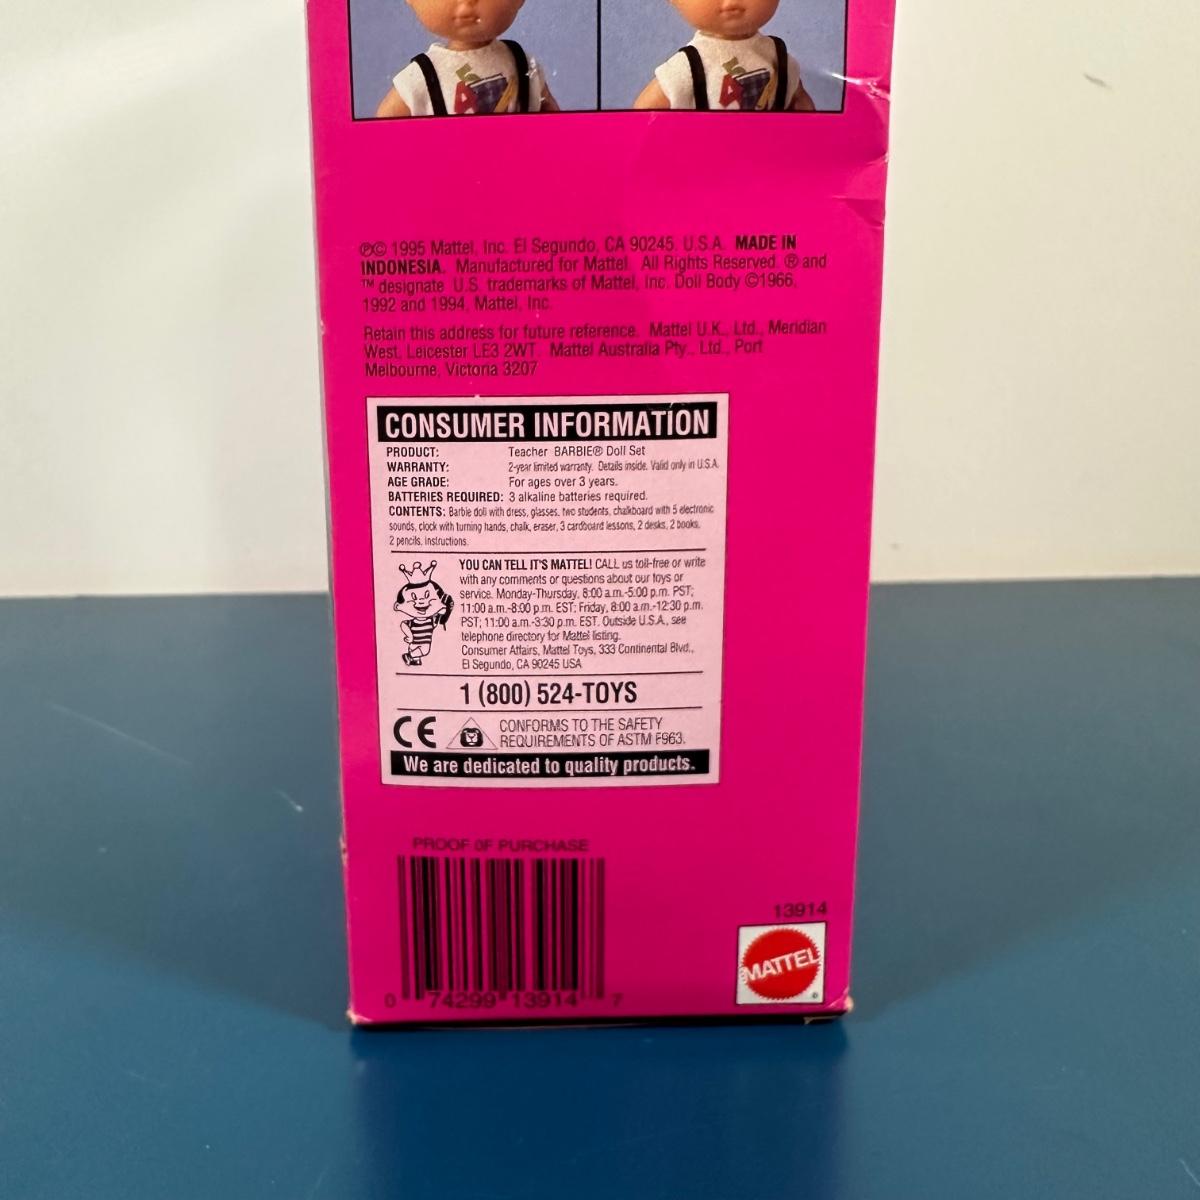 ℗© 1995 Mattel, Inc. El Segundo, CA 90245. U.S.A. MADE IN
INDONESIA. Manufactured for Mattel. All Rights Reserved. ® and
™ designate U.S. trademarks of Mattel, Inc. Doll Body ©1966,
1992 and 1994, Mattel, Inc.
Retain this address for future reference. Mattel U.K., Ltd., Meridian
West, Leicester LE3 2WT. Mattel Australia Pty., Ltd., Port
Melbourne, Victoria 3207
CONSUMER INFORMATION
PRODUCT: Teacher BARBIE® Doll Set
WARRANTY: 2-year limited warranty. Details inside. Valid only in U.S.A.
AGE GRADE: For ages over 3 years.
BATTERIES REQUIRED: 3 alkaline batteries required.
CONTENTS: Barbie doll with dress, glasses, two students, chalkboard with 5 electronic
sounds, clock with turning hands, chalk, eraser, 3 cardboard lessons, 2 desks, 2 books,
2 pencils, instructions.
YOU CAN TELL IT'S MATTEL! CALL us toll-free or write
with any comments or questions about our toys or
service. Monday-Thursday, 8:00 a.m.-5:00 p.m. PST;
11:00 a.m.-8:00 p.m. EST; Friday, 8:00 a.m.-12:30 p.m.
PST; 11:00 a.m.-3:30 p.m. EST. Outside U.S.A., see
telephone directory for Mattel listing.
Consumer Affairs, Mattel Toys, 333 Continental Blvd.,
El Segundo, CA 90245 USA
1 (800) 524-TOYS
CE CONFORMS TO THE SAFETY
REQUIREMENTS OF ASTM F963.
We are dedicated to quality products.
PROOF OF PURCHASE
0 74299 13914 7
13914
MATTEL
®